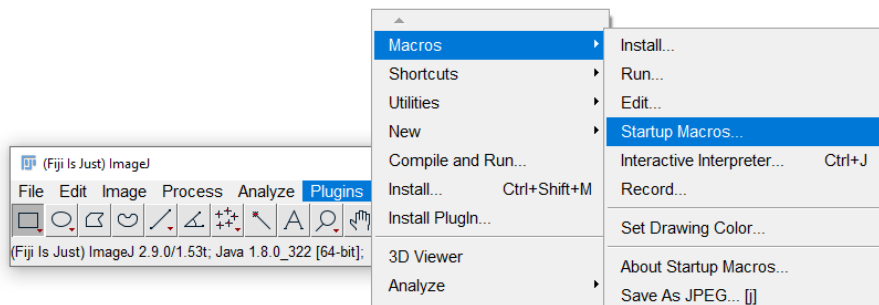 (Fiji Is Just) ImageJ
File Edit Image Process Analyze Plugins
A
(Fiji Is Just) ImageJ 2.9.0/1.53t; Java 1.8.0_322 [64-bit];
Macros
Shortcuts
Utilities
New
Compile and Run...
Install... Ctrl+Shift+M
Install PlugIn...
3D Viewer
Analyze
Install...
Run...
Edit...
Startup Macros...
Interactive Interpreter... Ctrl+J
Record...
Set Drawing Color...
About Startup Macros...
Save As JPEG... [j]